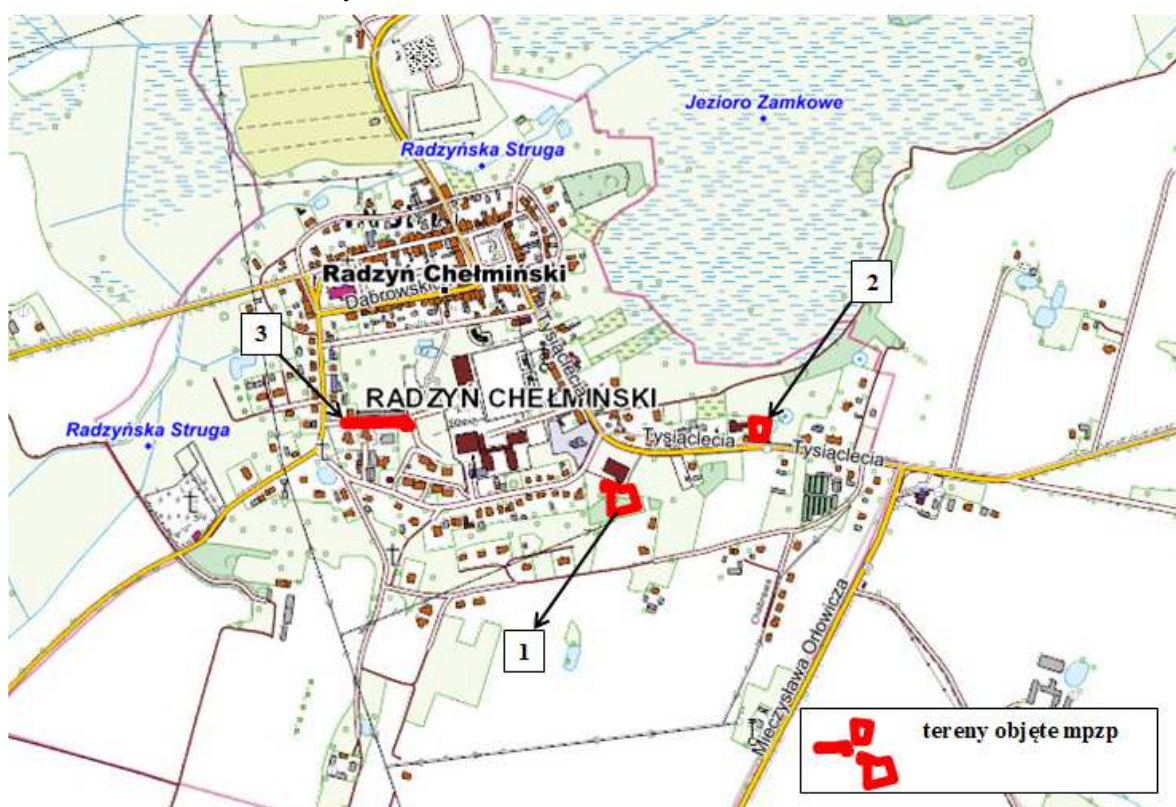 Jezioro Zamkowe
Radzyńska Struga
Radzyń Chełmiński
Dąbrowski
2
3
Tysiąclecia
RADZYŃ CHEŁMIŃSKI
Radzyńska Struga
Tysiąclecia
Tysiąclecia
1
Mieczysława Orłowicza
tereny objęte mpzp